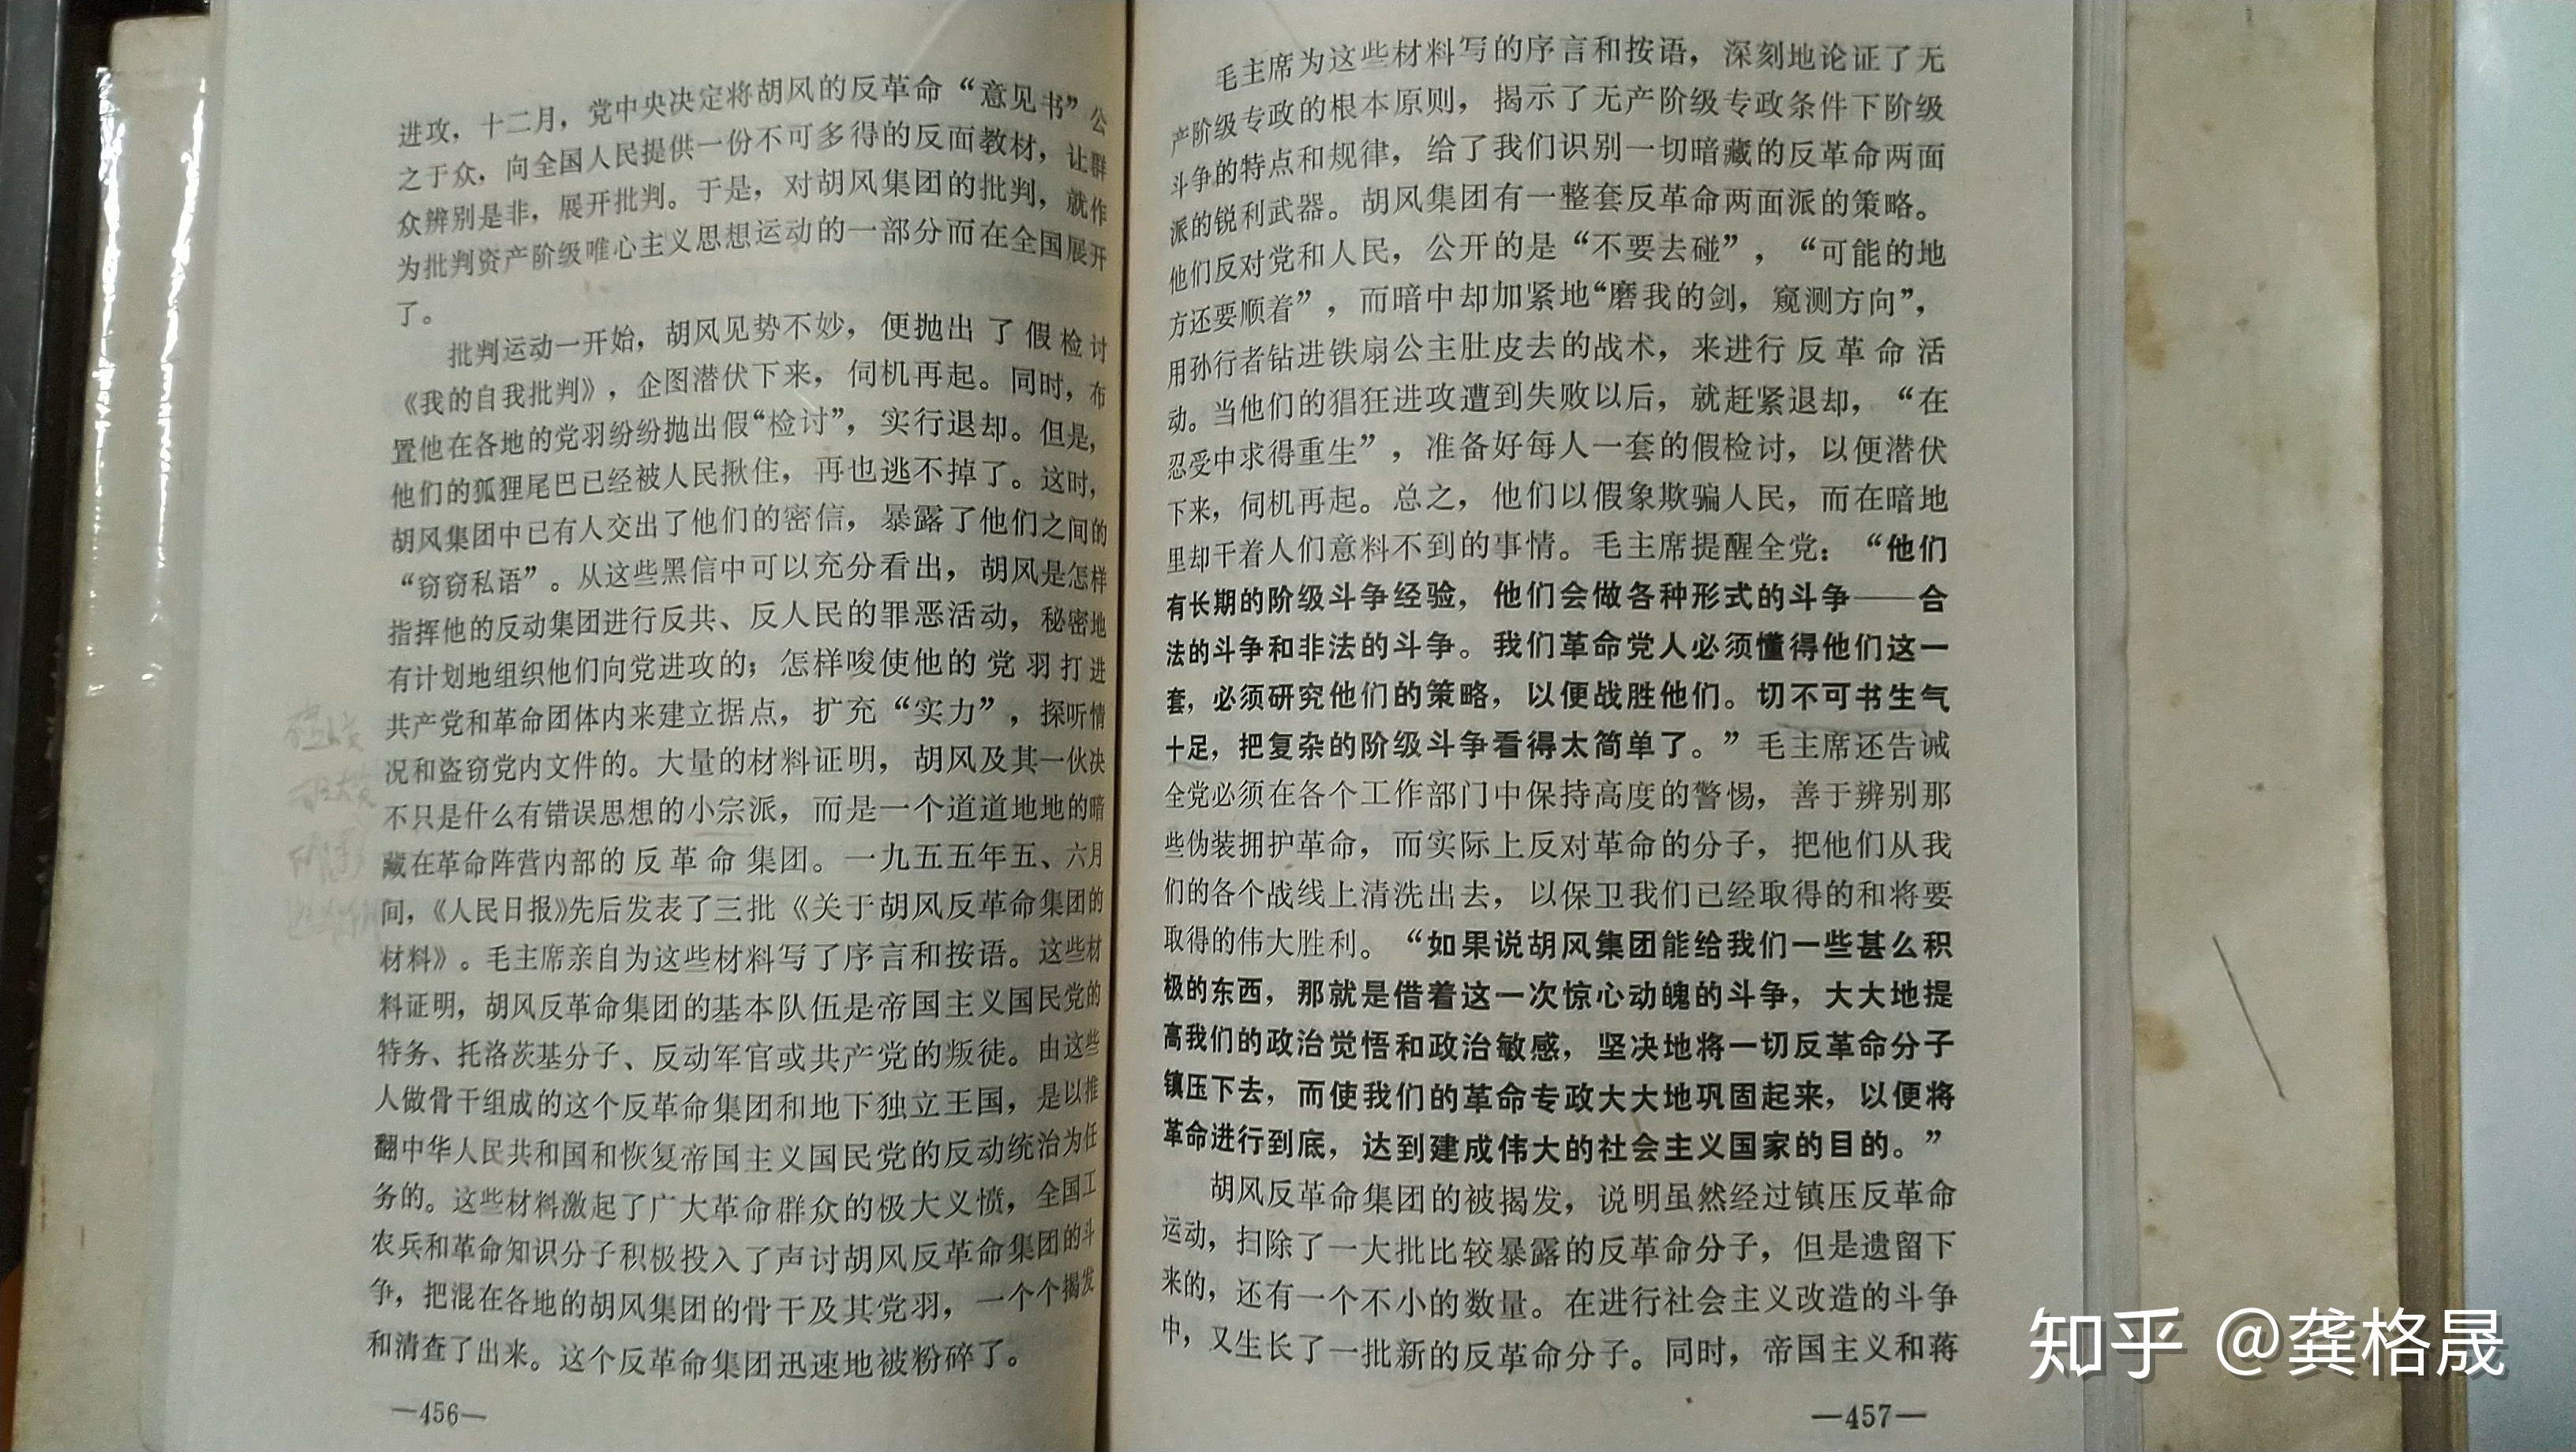 进攻，十二月，党中央决定将胡风的反革命“意见书”公
之于众，向全国人民提供一份不可多得的反面教材，让群
众辨别是非，展开批判。于是，对胡风集团的批判，就作
为批判资产阶级唯心主义思想运动的一部分而在全国展开
了。
批判运动一开始，胡风见势不妙，便抛出了假检讨
《我的自我批判》，企图潜伏下来，伺机再起。同时，布
置他在各地的党羽纷纷抛出假“检讨”，实行退却。但是，
他们的狐狸尾巴已经被人民揪住，再也逃不掉了。这时，
胡风集团中已有人交出了他们的密信，暴露了他们之间的
“窃窃私语”。从这些黑信中可以充分看出，胡风是怎样
指挥他的反动集团进行反共、反人民的罪恶活动，秘密地
有计划地组织他们向党进攻的；怎样唆使他的党羽打进
共产党和革命团体内来建立据点，扩充“实力”，探听情
况和盗窃党内文件的。大量的材料证明，胡风及其一伙决
不只是什么有错误思想的小宗派，而是一个道道地地的暗
藏在革命阵营内部的反革命集团。一九五五年五、六月
间，《人民日报》先后发表了三批《关于胡风反革命集团的
材料》。毛主席亲自为这些材料写了序言和按语。这些材
料证明，胡风反革命集团的基本队伍是帝国主义国民党的
特务、托洛茨基分子、反动军官或共产党的叛徒。由这些
人做骨干组成的这个反革命集团和地下独立王国，是以推
翻中华人民共和国和恢复帝国主义国民党的反动统治为任
务的。这些材料激起了广大革命群众的极大义愤，全国工
农兵和革命知识分子积极投入了声讨胡风反革命集团的斗
争，把混在各地的胡风集团的骨干及其党羽，一个个揭发
和清查了出来。这个反革命集团迅速地被粉碎了。
—456—
毛主席为这些材料写的序言和按语，深刻地论证了无
产阶级专政的根本原则，揭示了无产阶级专政条件下阶级
斗争的特点和规律，给了我们识别一切暗藏的反革命两面
派的锐利武器。胡风集团有一整套反革命两面派的策略。
他们反对党和人民，公开的是“不要去碰”，“可能的地
方还要顺着”，而暗中却加紧地“磨我的剑，窥测方向”，
用孙行者钻进铁扇公主肚皮去的战术，来进行反革命活
动。当他们的猖狂进攻遭到失败以后，就赶紧退却，“在
忍受中求得重生”，准备好每人一套的假检讨，以便潜伏
下来，伺机再起。总之，他们以假象欺骗人民，而在暗地
里却干着人们意料不到的事情。毛主席提醒全党：“他们
有长期的阶级斗争经验，他们会做各种形式的斗争——合
法的斗争和非法的斗争。我们革命党人必须懂得他们这一
套，必须研究他们的策略，以便战胜他们。切不可书生气
十足，把复杂的阶级斗争看得太简单了。”毛主席还告诫
全党必须在各个工作部门中保持高度的警惕，善于辨别那
些伪装拥护革命，而实际上反对革命的分子，把他们从我
们的各个战线上清洗出去，以保卫我们已经取得的和将要
取得的伟大胜利。“如果说胡风集团能给我们一些甚么积
极的东西，那就是借着这一次惊心动魄的斗争，大大地提
高我们的政治觉悟和政治敏感，坚决地将一切反革命分子
镇压下去，而使我们的革命专政大大地巩固起来，以便将
革命进行到底，达到建成伟大的社会主义国家的目的。”
胡风反革命集团的被揭发，说明虽然经过镇压反革命
运动，扫除了一大批比较暴露的反革命分子，但是遗留下
来的，还有一个不小的数量。在进行社会主义改造的斗争
中，又生长了一批新的反革命分子。同时，帝国主义和蒋
—457—
知乎 @龚格晟